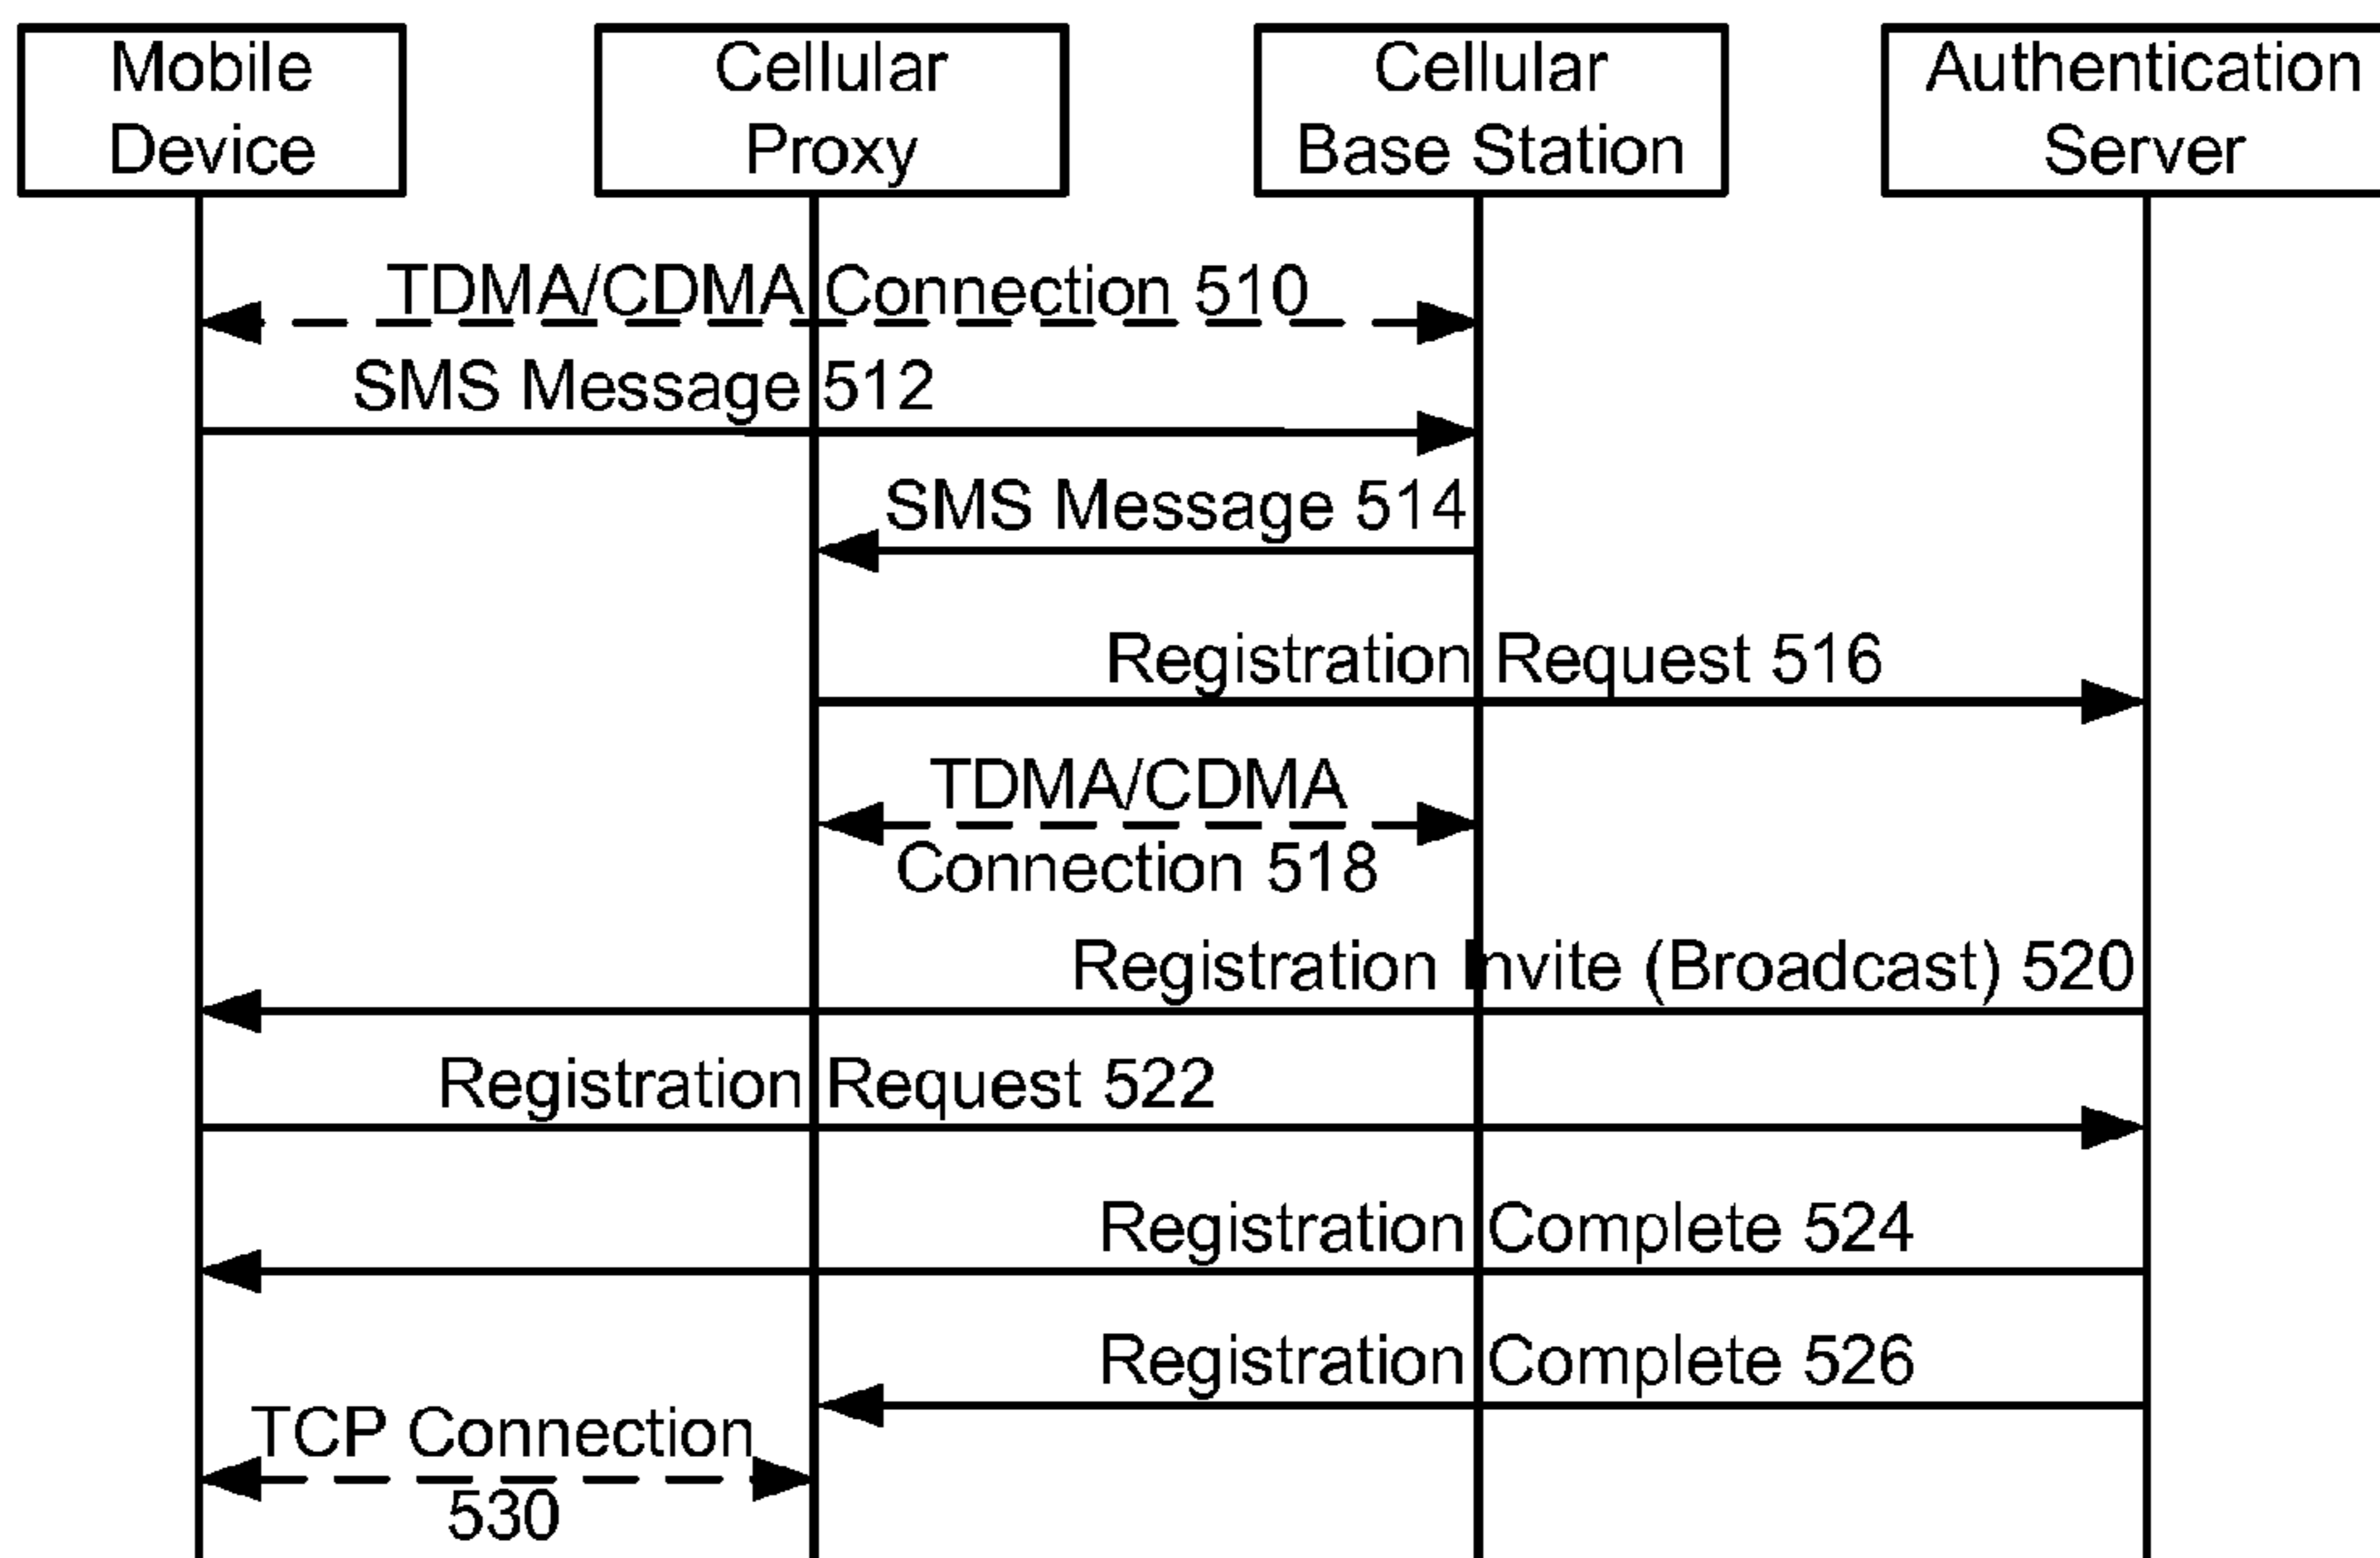 Mobile
Device
Cellular
Proxy
Cellular
Base Station
Authentication
Server
TDMA/CDMA Connection 510
SMS Message 512
SMS Message 514
Registration Request 516
TDMA/CDMA
Connection 518
Registration Invite (Broadcast) 520
Registration Request 522
Registration Complete 524
Registration Complete 526
TCP Connection
530